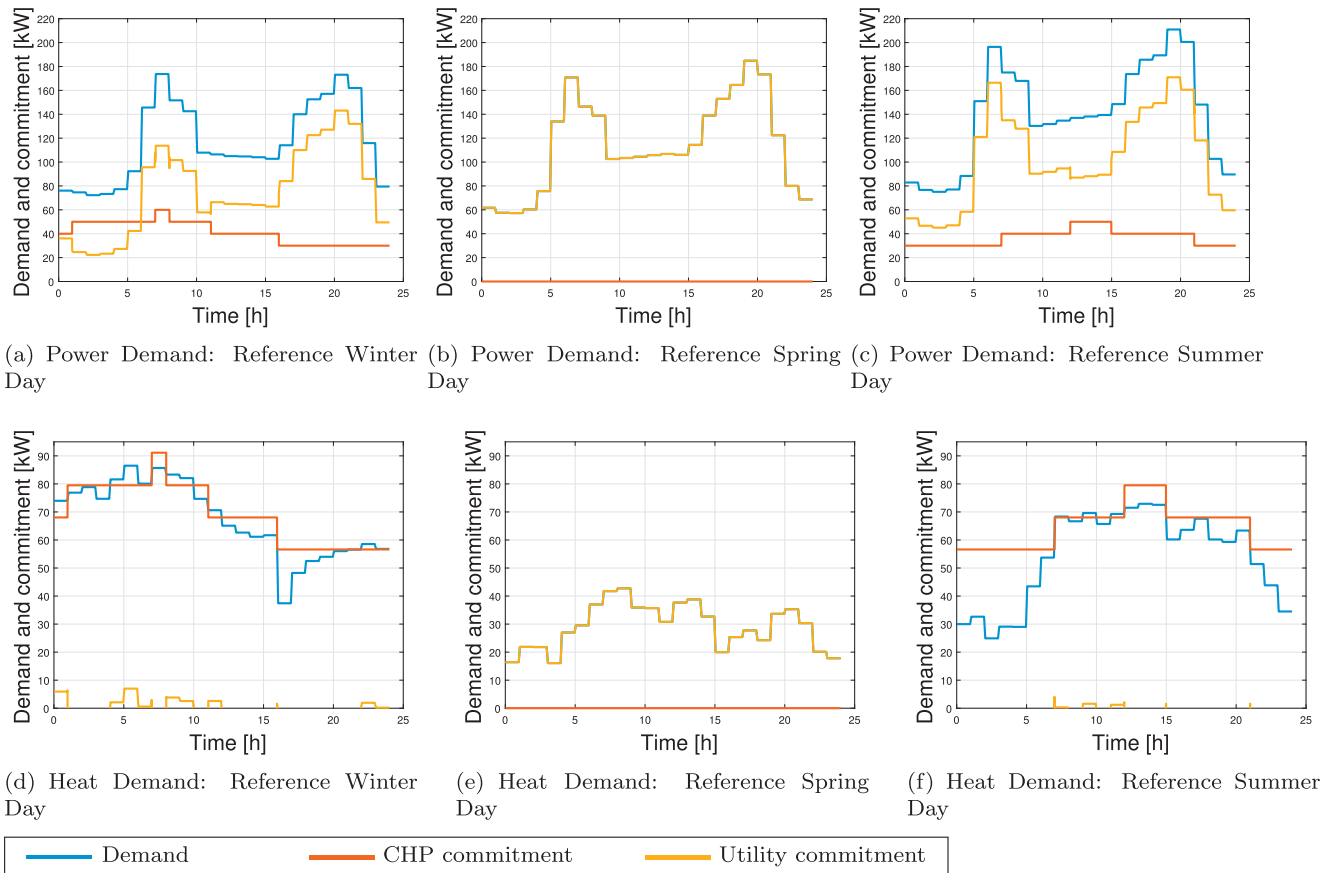 Demand and commitment [kW]
220
200
180
160
140
120
100
80
60
40
20
0
0 5 10 15 20 25
Time [h]
(a) Power Demand: Reference Winter
Day
Demand and commitment [kW]
220
200
180
160
140
120
100
80
60
40
20
0
0 5 10 15 20 25
Time [h]
(b) Power Demand: Reference Spring
Day
Demand and commitment [kW]
220
200
180
160
140
120
100
80
60
40
20
0
0 5 10 15 20 25
Time [h]
(c) Power Demand: Reference Summer
Day
Demand and commitment [kW]
90
80
70
60
50
40
30
20
10
0
0 5 10 15 20 25
Time [h]
(d) Heat Demand: Reference Winter
Day
Demand and commitment [kW]
90
80
70
60
50
40
30
20
10
0
0 5 10 15 20 25
Time [h]
(e) Heat Demand: Reference Spring
Day
Demand and commitment [kW]
90
80
70
60
50
40
30
20
10
0
0 5 10 15 20 25
Time [h]
(f) Heat Demand: Reference Summer
Day
Demand
CHP commitment
Utility commitment